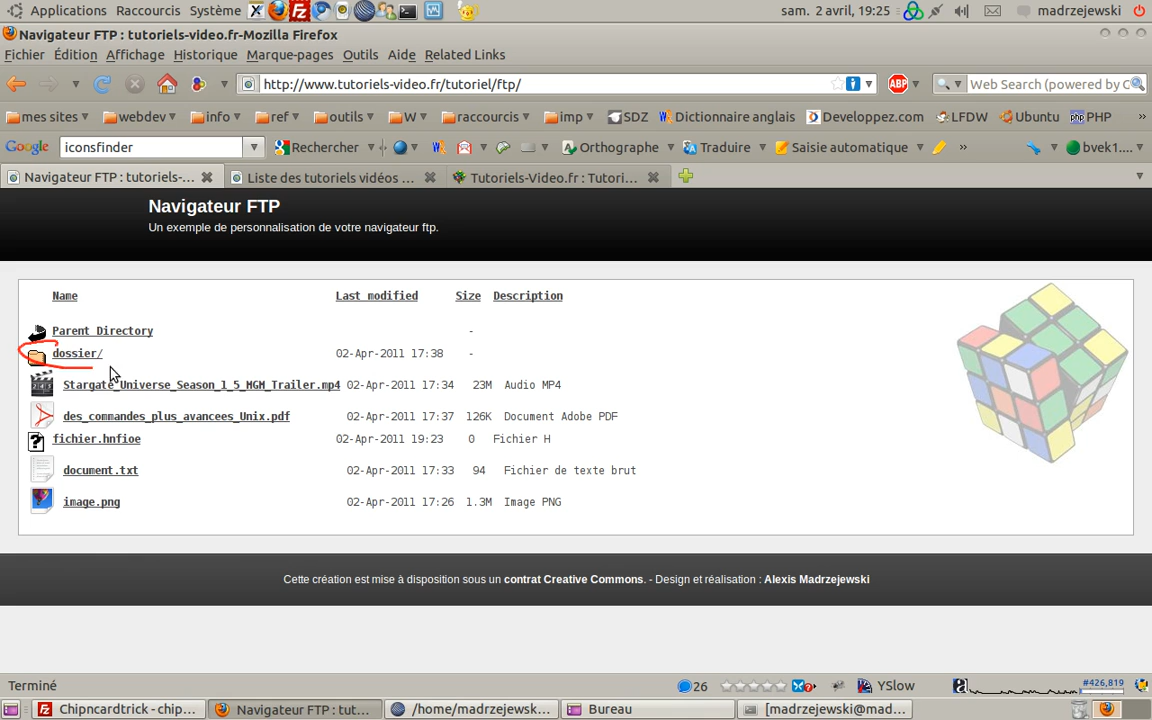 Applications Raccourcis Système sam. 2 avril, 19:25 madrzejewski
Navigateur FTP : tutoriels-video.fr-Mozilla Firefox
Fichier Édition Affichage Historique Marque-pages Outils Aide Related Links
http://www.tutoriels-video.fr/tutoriel/ftp/ ABP Web Search (powered by C
mes sites webdev info ref outils W raccourcis imp SDZ Dictionnaire anglais Developpez.com LFDW Ubuntu PHP »
Google iconsfinder Rechercher Orthographe Traduire Saisie automatique » bvek1....
Navigateur FTP : tutoriels-... Liste des tutoriels vidéos ... Tutoriels-Video.fr : Tutori...
Navigateur FTP
Un exemple de personnalisation de votre navigateur ftp.
Name Last modified Size Description
Parent Directory -
dossier/ 02-Apr-2011 17:38 -
Stargate_Universe_Season_1_5_MGM_Trailer.mp4 02-Apr-2011 17:34 23M Audio MP4
des_commandes_plus_avancees_Unix.pdf 02-Apr-2011 17:37 126K Document Adobe PDF
fichier.hnfioe 02-Apr-2011 19:23 0 Fichier H
document.txt 02-Apr-2011 17:33 94 Fichier de texte brut
image.png 02-Apr-2011 17:26 1.3M Image PNG
Cette création est mise à disposition sous un contrat Creative Commons. - Design et réalisation : Alexis Madrzejewski
Terminé 26 YSlow #426,819
Chipncardtrick - chip... Navigateur FTP : tut... /home/madrzejewsk... Bureau [madrzejewski@mad...